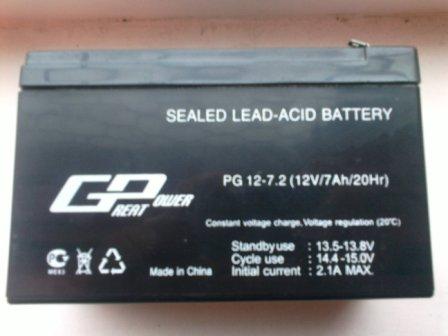 SEALED LEAD-ACID BATTERY
PG 12-7.2 (12V/7Ah/20Hr)
GREAT POWER
Constant voltage charge, Voltage regulation (20°C)
Standby use : 13.5-13.8V
Cycle use : 14.4-15.0V
Initial current : 2.1A MAX.
Made in China